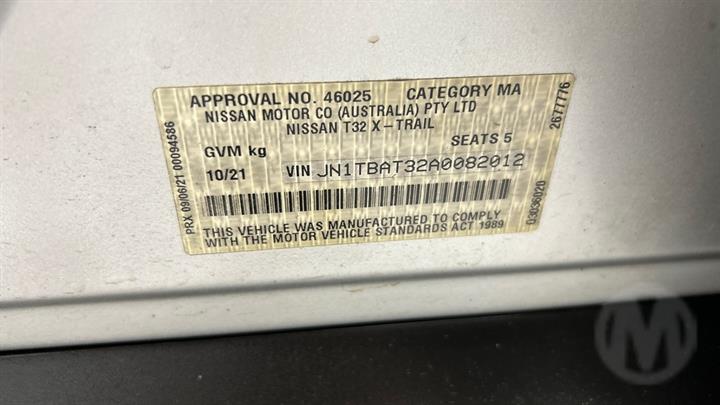 APPROVAL NO. 46025 CATEGORY MA
NISSAN MOTOR CO (AUSTRALIA) PTY LTD
NISSAN T32 X-TRAIL
GVM kg SEATS 5
10/21 VIN JN1TBAT32A0082012
THIS VEHICLE WAS MANUFACTURED TO COMPLY
WITH THE MOTOR VEHICLE STANDARDS ACT 1989
PRX 09/06/21 00094586
2677776
D3036020
M